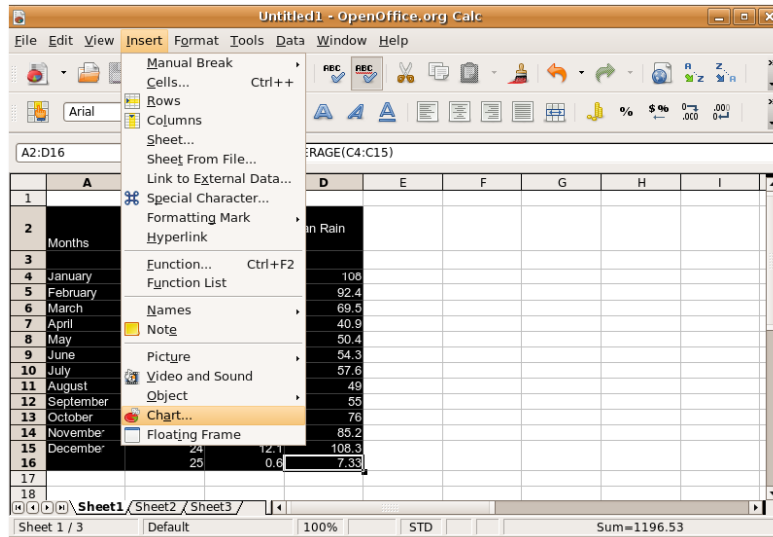 Untitled1 - OpenOffice.org Calc
File Edit View Insert Format Tools Data Window Help
Manual Break
Cells... Ctrl++
Rows
Columns
Sheet...
Sheet From File...
Link to External Data...
Special Character...
Formatting Mark
Hyperlink
Function... Ctrl+F2
Function List
Names
Note
Picture
Video and Sound
Object
Chart...
Floating Frame
ABC ABC
Arial
A2:D16 ERAGE(C4:C15)
A D E F G H I
1
2 Months an Rain
3
4 January 108
5 February 92.4
6 March 69.5
7 April 40.9
8 May 50.4
9 June 54.3
10 July 57.6
11 August 49
12 September 55
13 October 76
14 November 85.2
15 December 24 12.1 108.3
16 25 0.6 7.33
17
18
Sheet1 Sheet2 Sheet3
Sheet 1 / 3 Default 100% STD Sum=1196.53